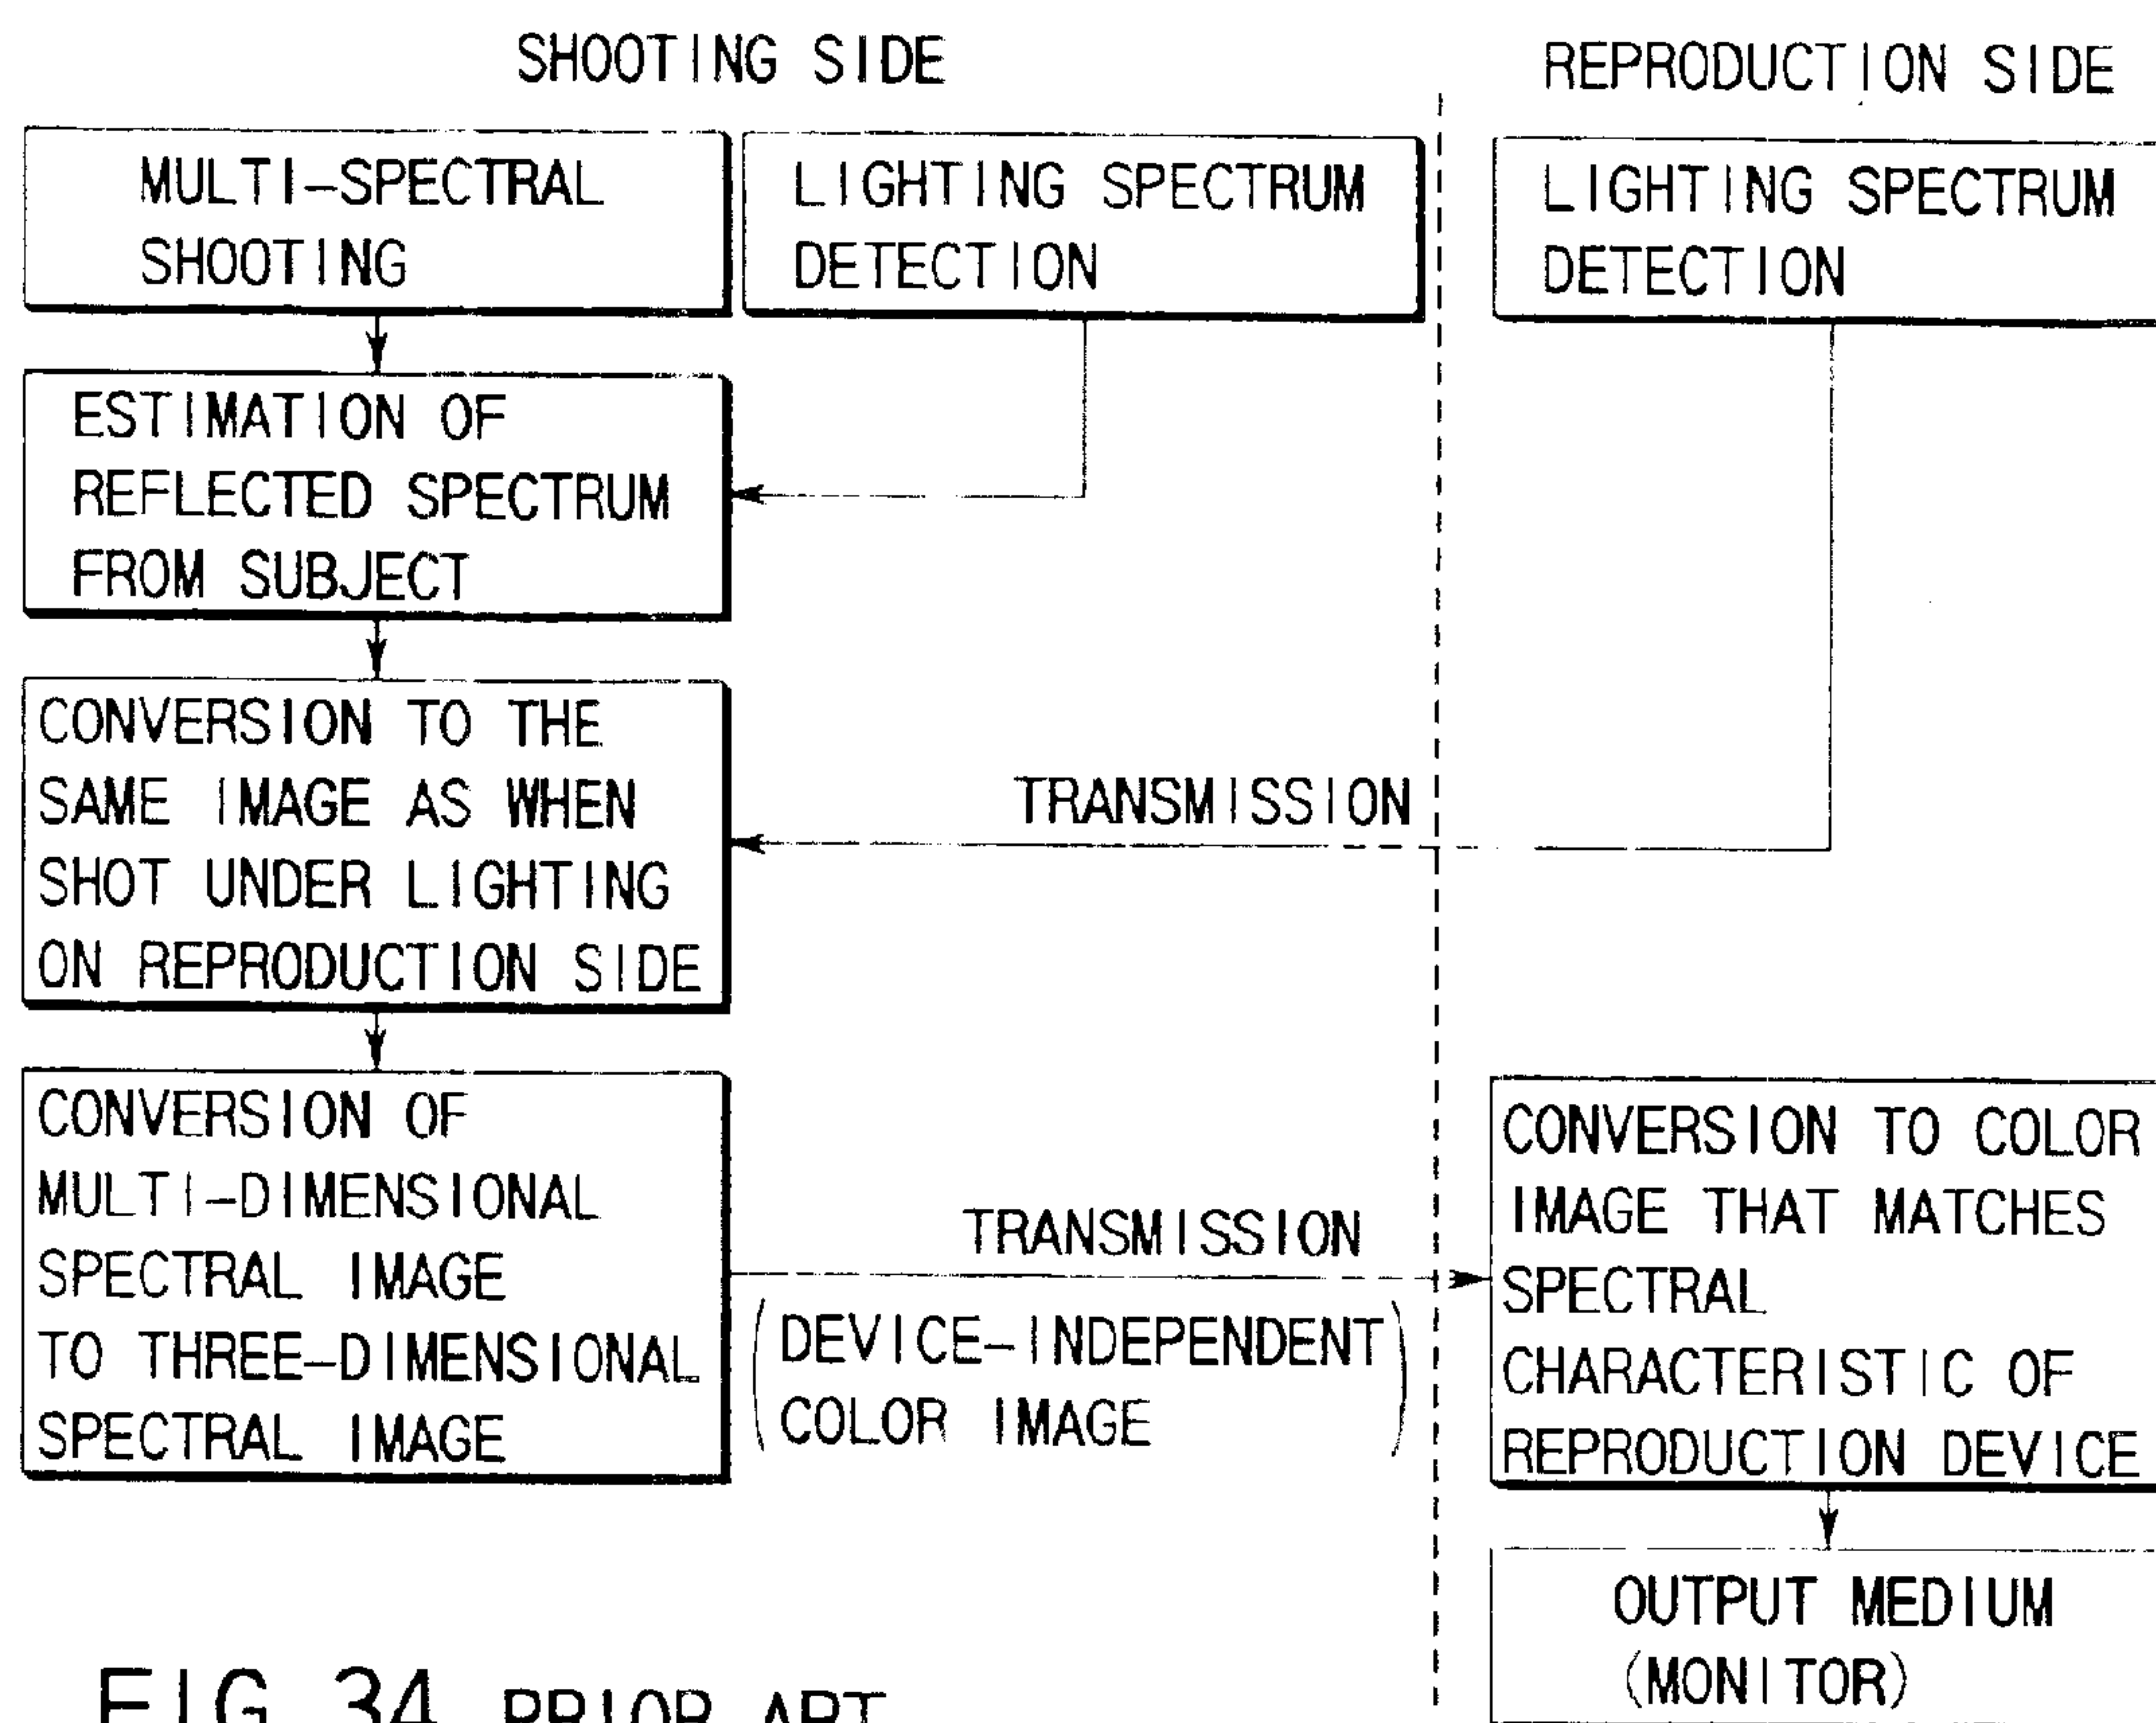 SHOOTING SIDE
REPRODUCTION SIDE
MULTI-SPECTRAL
SHOOTING
LIGHTING SPECTRUM
DETECTION
LIGHTING SPECTRUM
DETECTION
ESTIMATION OF
REFLECTED SPECTRUM
FROM SUBJECT
CONVERSION TO THE
SAME IMAGE AS WHEN
SHOT UNDER LIGHTING
ON REPRODUCTION SIDE
TRANSMISSION
CONVERSION OF
MULTI-DIMENSIONAL
SPECTRAL IMAGE
TO THREE-DIMENSIONAL
SPECTRAL IMAGE
TRANSMISSION
(DEVICE-INDEPENDENT
COLOR IMAGE)
CONVERSION TO COLOR
IMAGE THAT MATCHES
SPECTRAL
CHARACTERISTIC OF
REPRODUCTION DEVICE
OUTPUT MEDIUM
(MONITOR)
FIG. 34 PRIOR ART